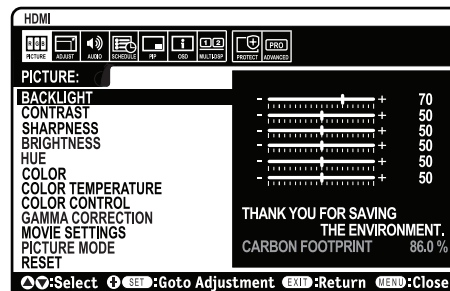 HDMI
RGB
PICTURE ADJUST AUDIO SCHEDULE PIP OSD MULTI-DSP PROTECT ADVANCED
PRO
PICTURE:
BACKLIGHT - + 70
CONTRAST - + 50
SHARPNESS - + 50
BRIGHTNESS - + 50
HUE - + 50
COLOR - + 50
COLOR TEMPERATURE
COLOR CONTROL
GAMMA CORRECTION
MOVIE SETTINGS
PICTURE MODE
RESET
THANK YOU FOR SAVING
THE ENVIRONMENT.
CARBON FOOTPRINT 86.0 %
:Select SET :Goto Adjustment EXIT :Return MENU :Close